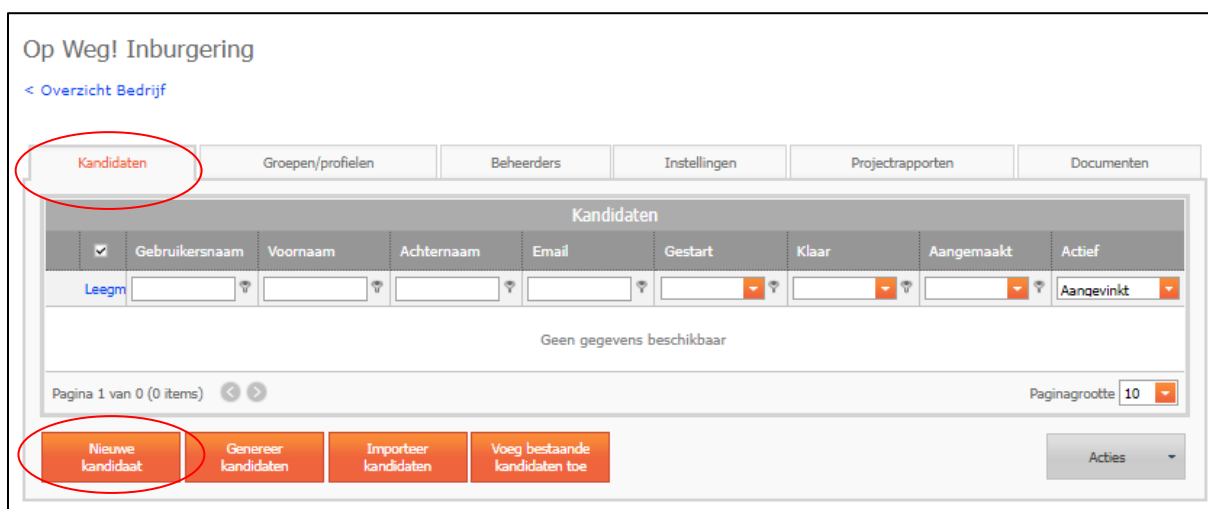 Op Weg! Inburgering
< Overzicht Bedrijf
Kandidaten Groepen/profielen Beheerders Instellingen Projectrapporten Documenten
Kandidaten
Gebruikersnaam Voornaam Achternaam Email Gestart Klaar Aangemaakt Actief
Leegm Aangevinkt
Geen gegevens beschikbaar
Pagina 1 van 0 (0 items) Paginagrootte 10
Nieuwe kandidaat Genereer kandidaten Importeer kandidaten Voeg bestaande kandidaten toe Acties